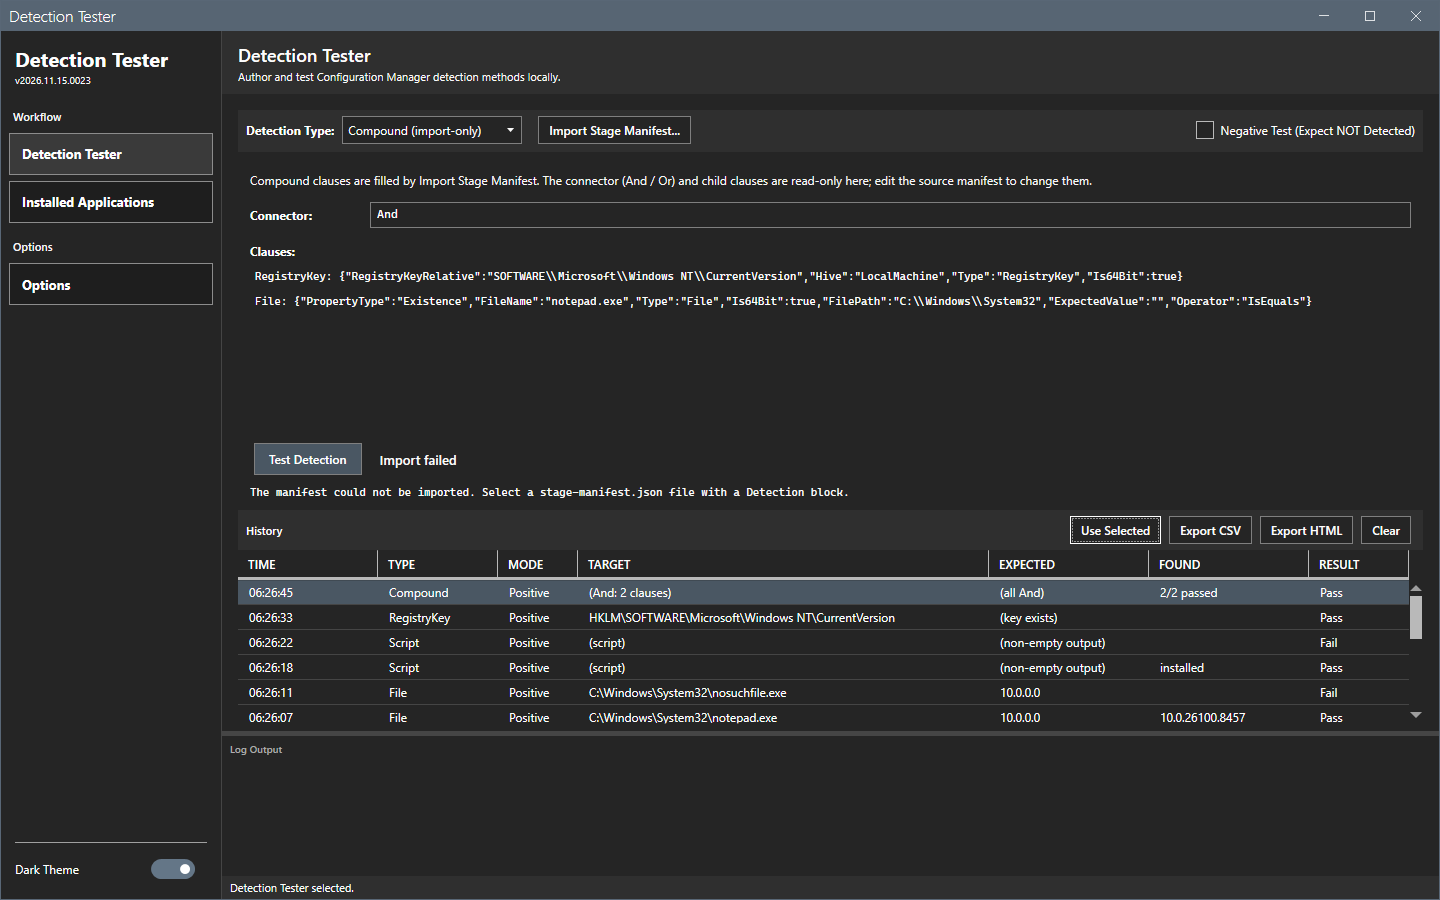 Detection Tester
Detection Tester
v2026.11.15.0023
Workflow
Detection Tester
Installed Applications
Options
Options
Dark Theme
Detection Tester
Author and test Configuration Manager detection methods locally.
Detection Type: Compound (import-only) Import Stage Manifest... Negative Test (Expect NOT Detected)
Compound clauses are filled by Import Stage Manifest. The connector (And / Or) and child clauses are read-only here; edit the source manifest to change them.
Connector: And
Clauses:
RegistryKey: {"RegistryKeyRelative":"SOFTWARE\\Microsoft\\Windows NT\\CurrentVersion","Hive":"LocalMachine","Type":"RegistryKey","Is64Bit":true}
File: {"PropertyType":"Existence","FileName":"notepad.exe","Type":"File","Is64Bit":true,"FilePath":"C:\\Windows\\System32","ExpectedValue":"","Operator":"IsEquals"}
Test Detection Import failed
The manifest could not be imported. Select a stage-manifest.json file with a Detection block.
History Use Selected Export CSV Export HTML Clear
TIME TYPE MODE TARGET EXPECTED FOUND RESULT
06:26:45 Compound Positive (And: 2 clauses) (all And) 2/2 passed Pass
06:26:33 RegistryKey Positive HKLM\SOFTWARE\Microsoft\Windows NT\CurrentVersion (key exists) Pass
06:26:22 Script Positive (script) (non-empty output) Fail
06:26:18 Script Positive (script) (non-empty output) installed Pass
06:26:11 File Positive C:\Windows\System32\nosuchfile.exe 10.0.0.0 Fail
06:26:07 File Positive C:\Windows\System32\notepad.exe 10.0.0.0 10.0.26100.8457 Pass
Log Output
Detection Tester selected.